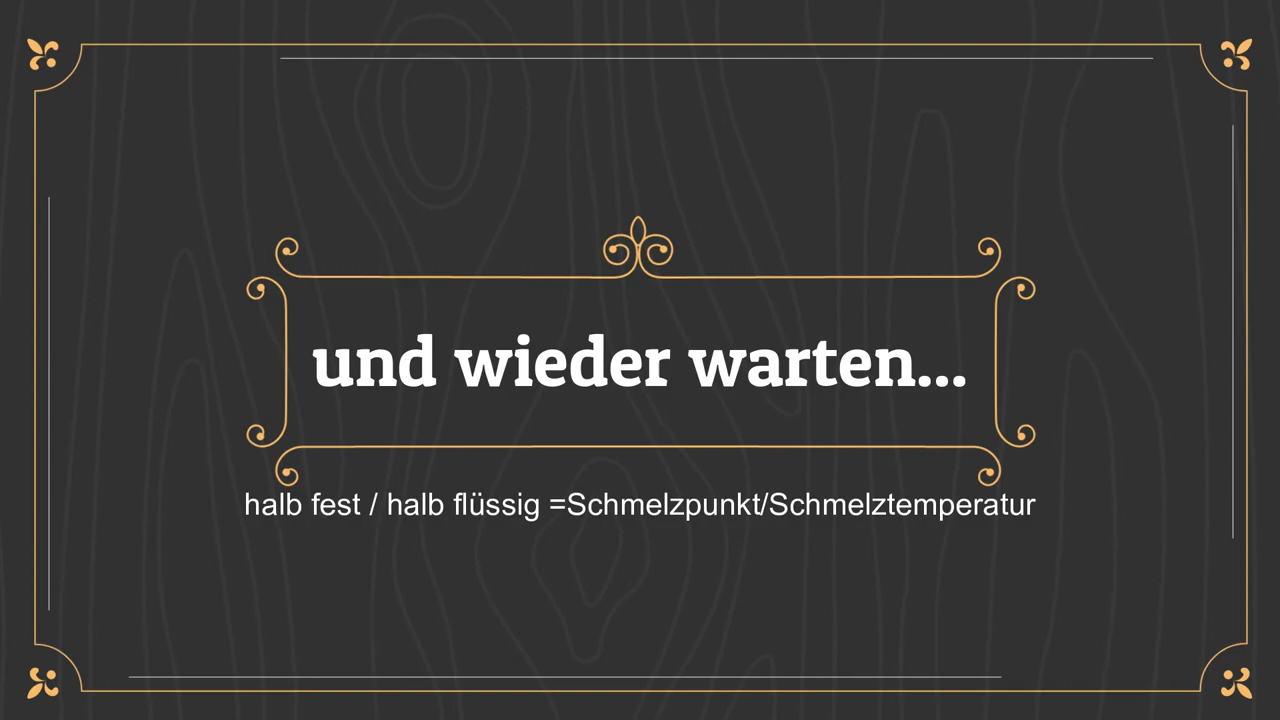 und wieder warten...
halb fest / halb flüssig =Schmelzpunkt/Schmelztemperatur